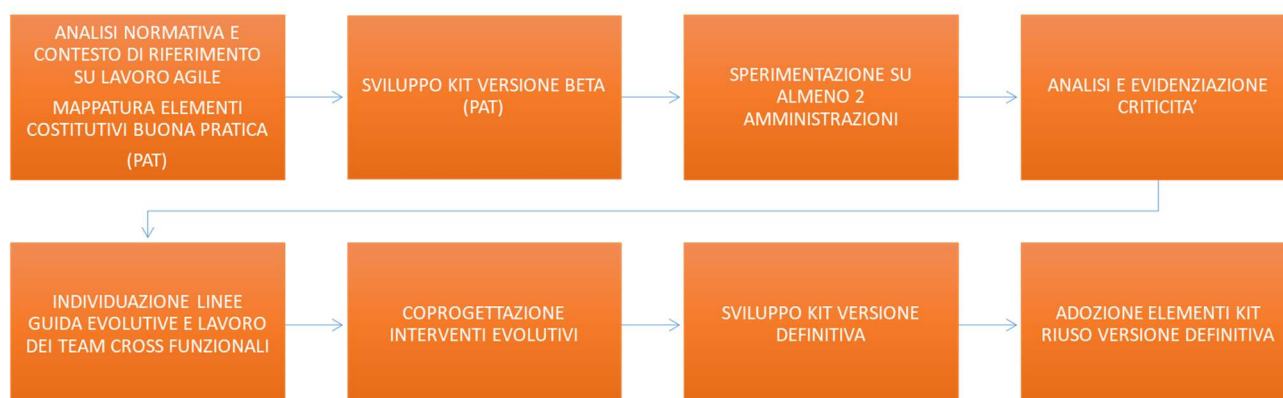 ANALISI NORMATIVA E
CONTESTO DI RIFERIMENTO
SU LAVORO AGILE
MAPPATURA ELEMENTI
COSTITUTIVI BUONA PRATICA
(PAT)
SVILUPPO KIT VERSIONE BETA
(PAT)
SPERIMENTAZIONE SU
ALMENO 2
AMMINISTRAZIONI
ANALISI E EVIDENZIAZIONE
CRITICITA’
INDIVIDUAZIONE LINEE
GUIDA EVOLUTIVE E LAVORO
DEI TEAM CROSS FUNZIONALI
COPROGETTAZIONE
INTERVENTI EVOLUTIVI
SVILUPPO KIT VERSIONE
DEFINITIVA
ADOZIONE ELEMENTI KIT
RIUSO VERSIONE DEFINITIVA